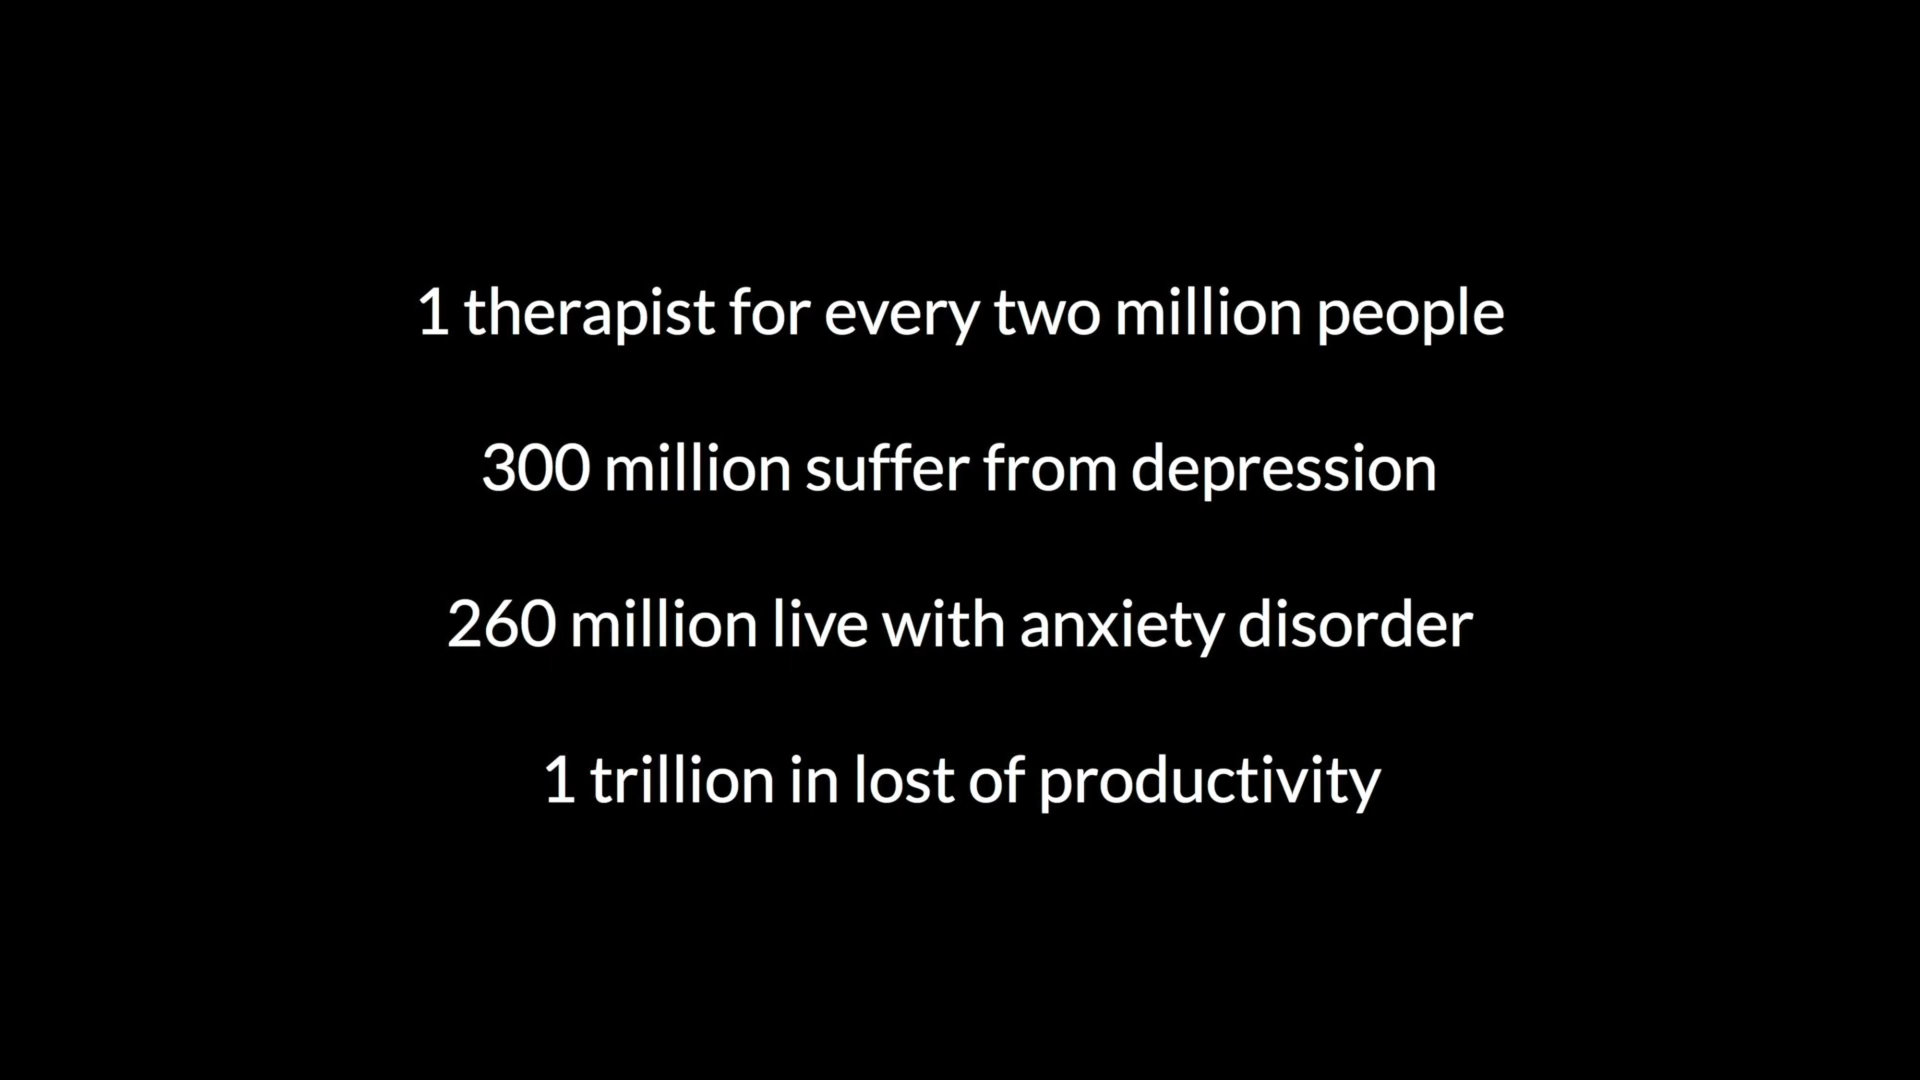 1 therapist for every two million people
300 million suffer from depression
260 million live with anxiety disorder
1 trillion in lost of productivity